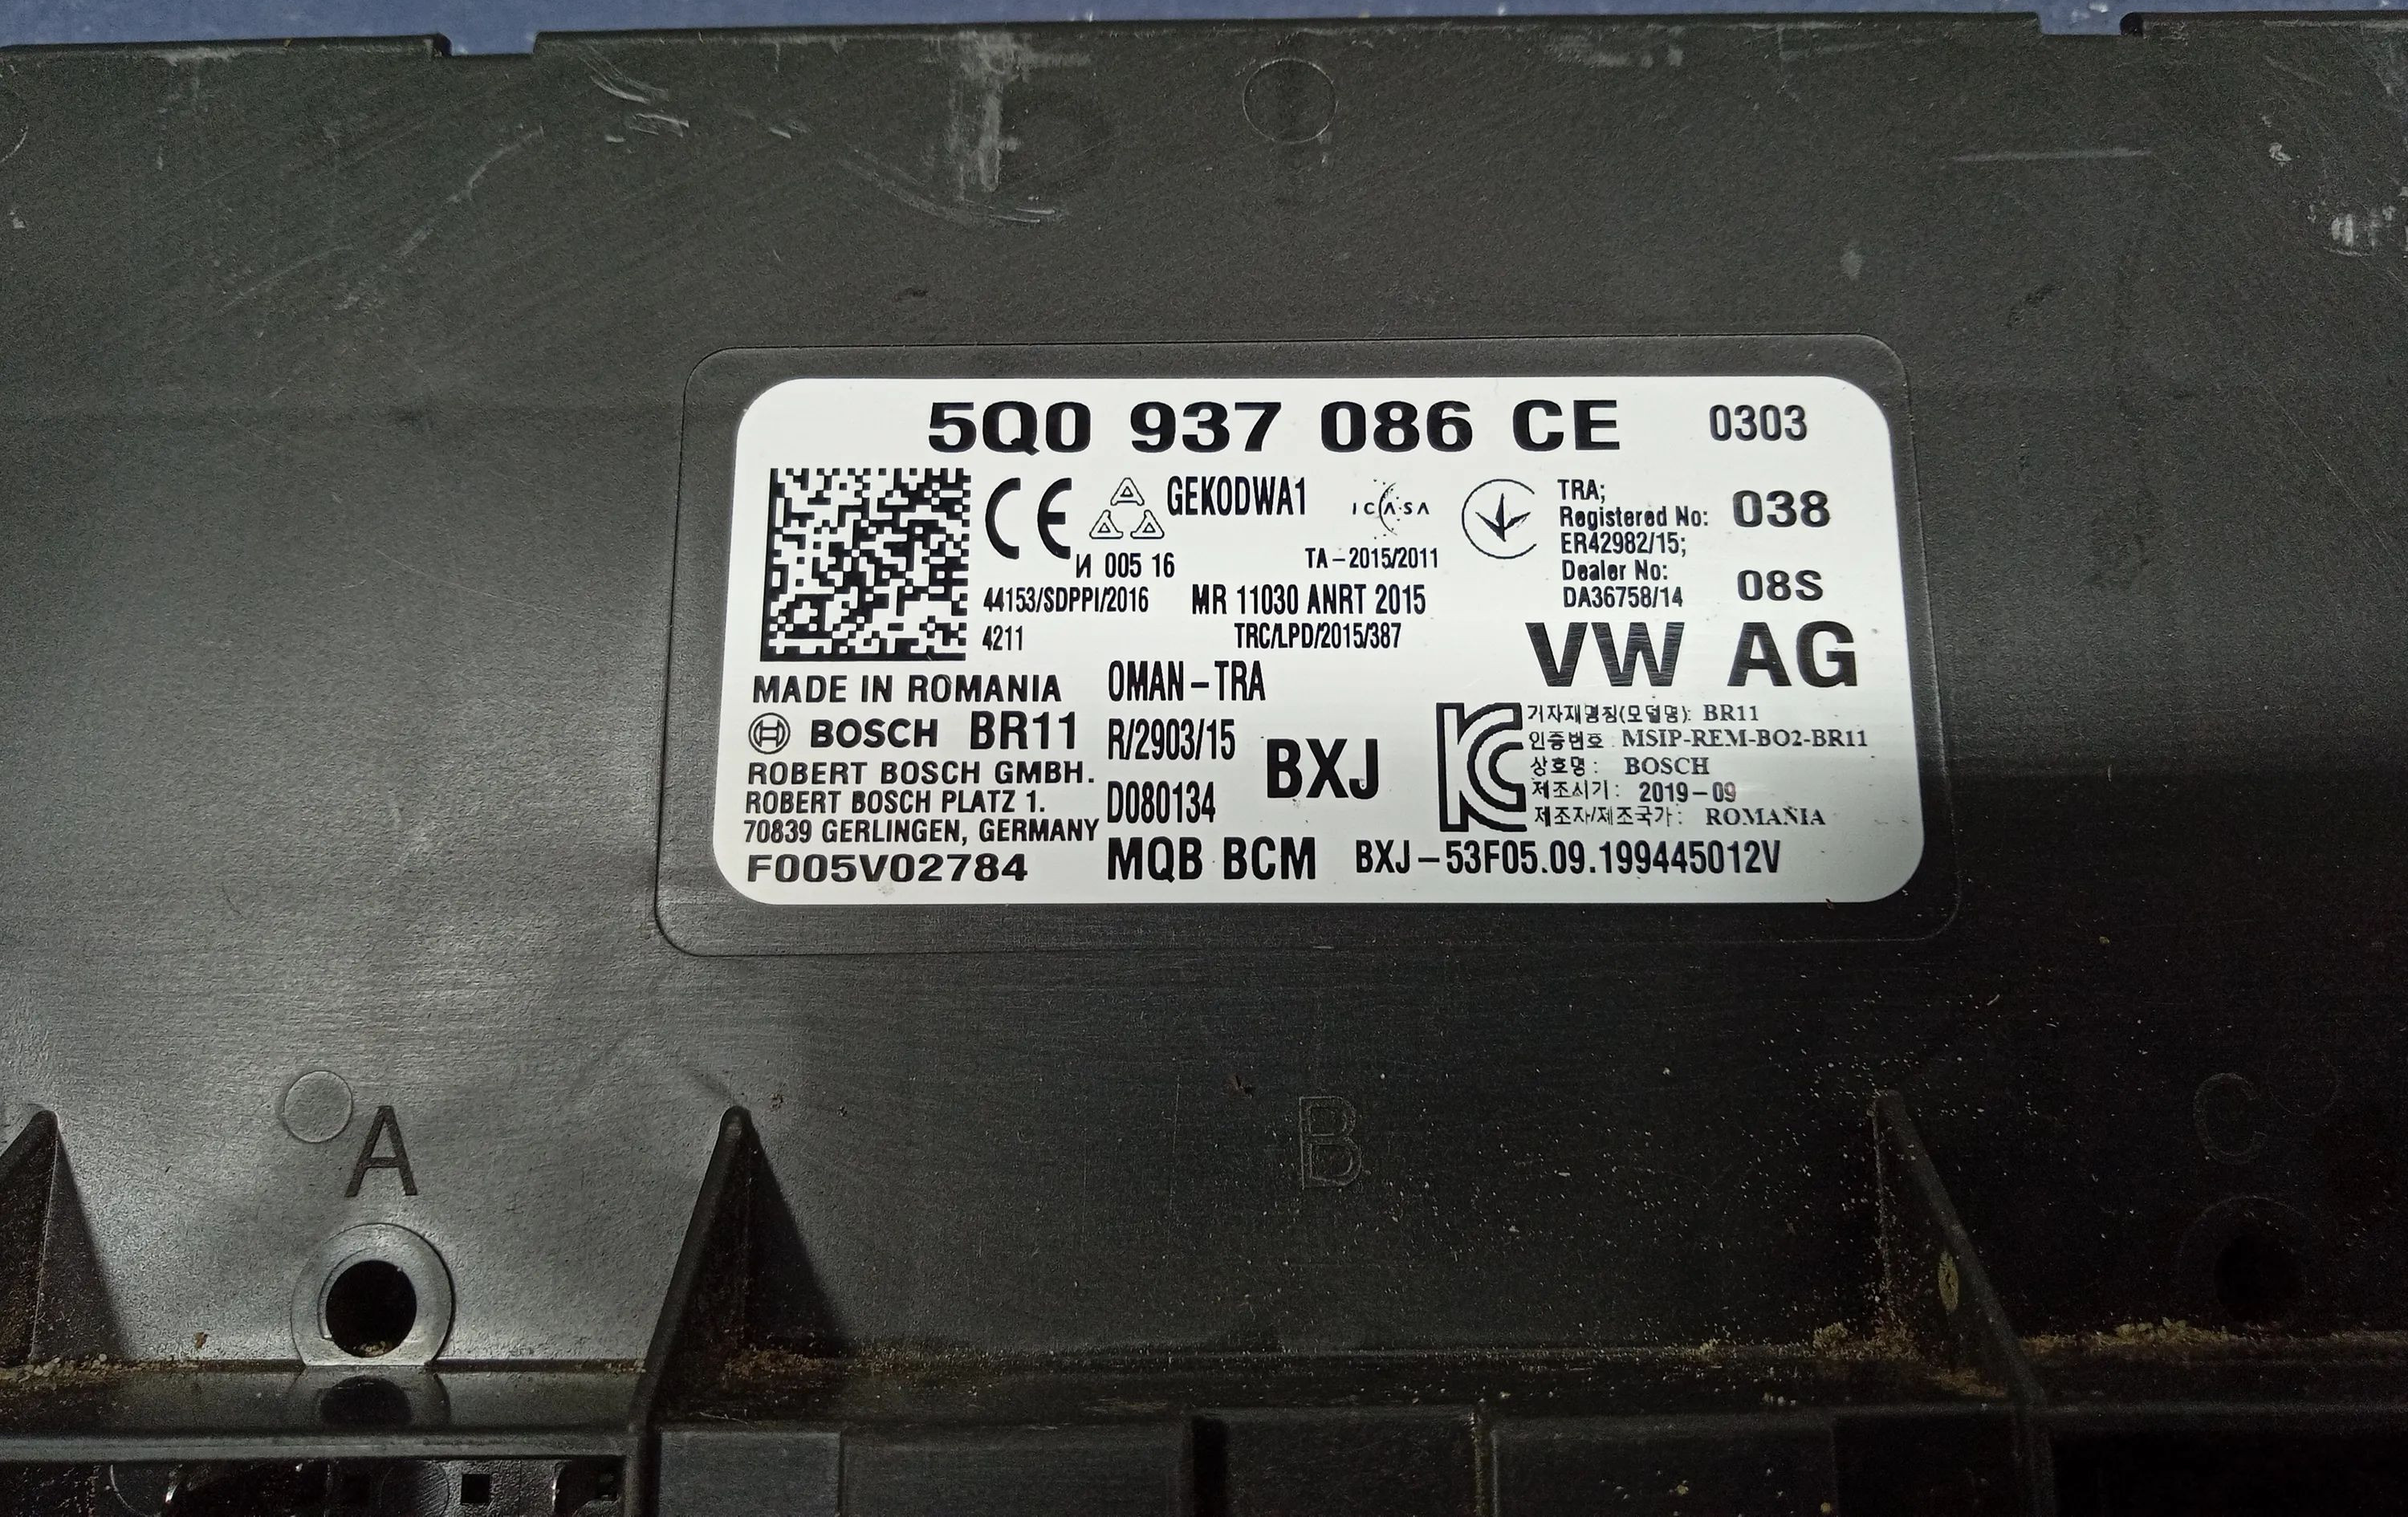 5Q0 937 086 CE 0303
CE GEKODWA1 ICASA
И 005 16 TA-2015/2011
44153/SDPPI/2016 MR 11030 ANRT 2015
4211 TRC/LPD/2015/387
TRA;
Registered No: 038
ER42982/15;
Dealer No:
DA36758/14 08S
VW AG
MADE IN ROMANIA OMAN-TRA
BOSCH BR11 R/2903/15 BXJ
ROBERT BOSCH GMBH.
ROBERT BOSCH PLATZ 1. D080134
70839 GERLINGEN, GERMANY
기자재명칭(모델명): BR11
인증번호: MSIP-REM-BO2-BR11
상호명: BOSCH
제조시기: 2019-09
제조자/제조국가: ROMANIA
F005V02784 MQB BCM BXJ-53F05.09.199445012V
A B C